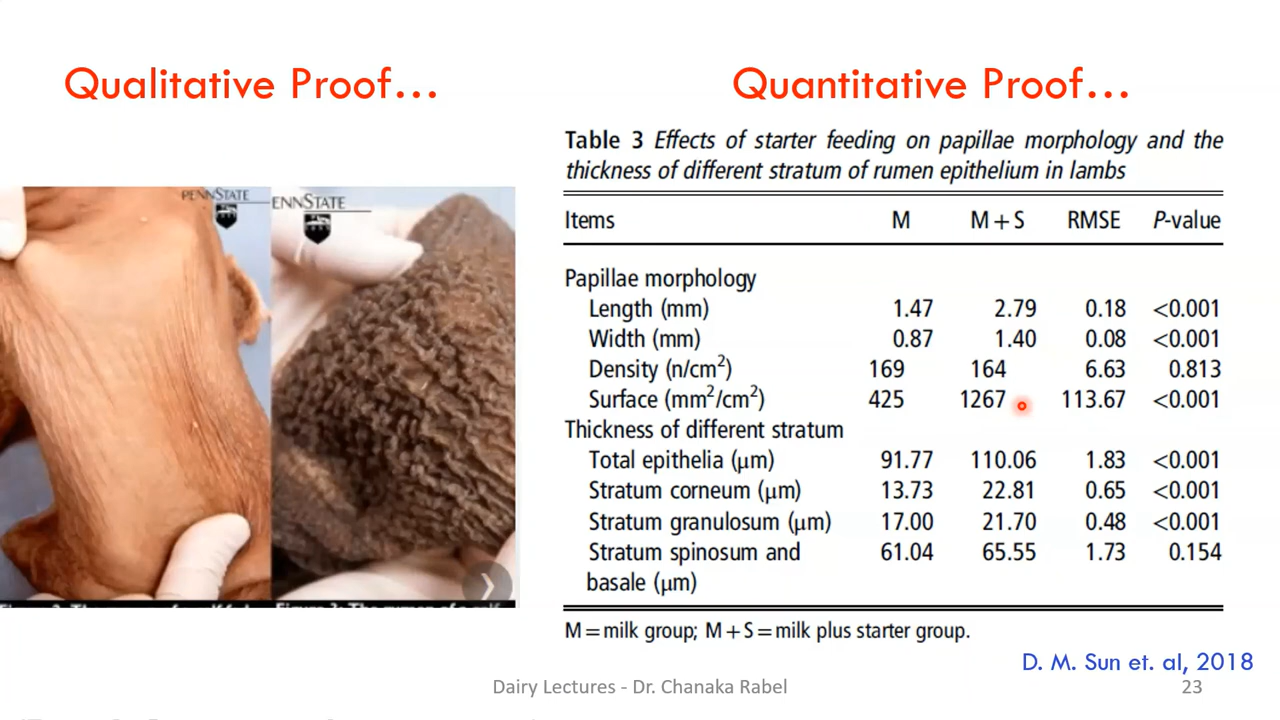 Qualitative Proof…
Quantitative Proof…
PENNSTATE
ENNSTATE
Table 3 Effects of starter feeding on papillae morphology and the
thickness of different stratum of rumen epithelium in lambs
Items M M + S RMSE P-value
Papillae morphology
Length (mm) 1.47 2.79 0.18 <0.001
Width (mm) 0.87 1.40 0.08 <0.001
Density (n/cm²) 169 164 6.63 0.813
Surface (mm²/cm²) 425 1267 113.67 <0.001
Thickness of different stratum
Total epithelia (μm) 91.77 110.06 1.83 <0.001
Stratum corneum (μm) 13.73 22.81 0.65 <0.001
Stratum granulosum (μm) 17.00 21.70 0.48 <0.001
Stratum spinosum and 61.04 65.55 1.73 0.154
basale (μm)
M = milk group; M + S = milk plus starter group.
D. M. Sun et. al, 2018
Dairy Lectures - Dr. Chanaka Rabel
23